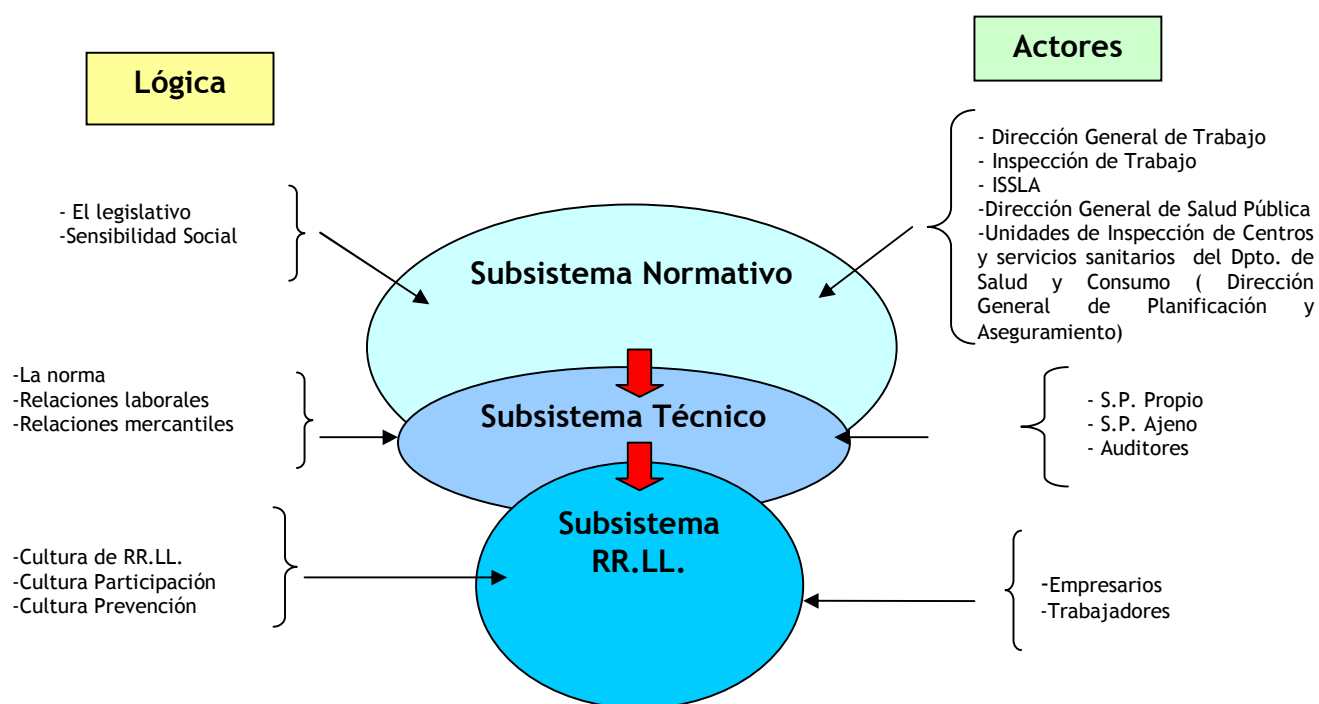 Lógica
Actores
- El legislativo
-Sensibilidad Social
- Dirección General de Trabajo
- Inspección de Trabajo
- ISSLA
-Dirección General de Salud Pública
-Unidades de Inspección de Centros
y servicios sanitarios del Dpto. de
Salud y Consumo ( Dirección
General de Planificación y
Aseguramiento)
Subsistema Normativo
-La norma
-Relaciones laborales
-Relaciones mercantiles
Subsistema Técnico
- S.P. Propio
- S.P. Ajeno
- Auditores
-Cultura de RR.LL.
-Cultura Participación
-Cultura Prevención
Subsistema
RR.LL.
-Empresarios
-Trabajadores